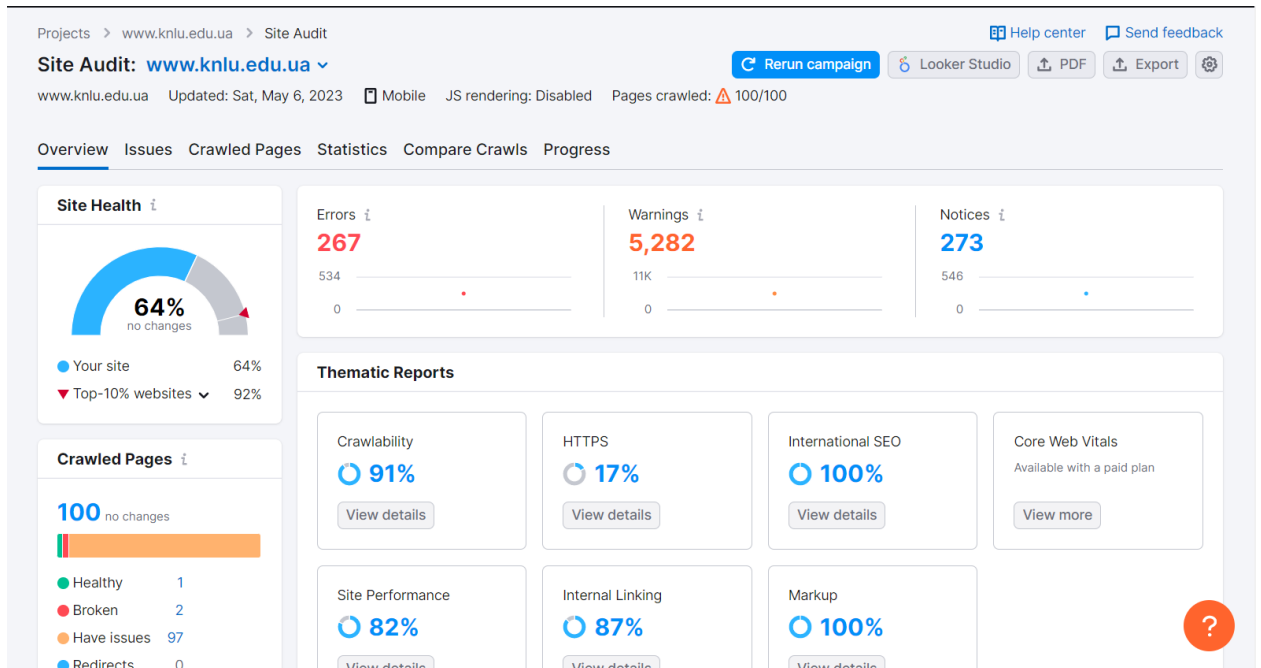 Projects > www.knlu.edu.ua > Site Audit
Help center
Send feedback
Site Audit: www.knlu.edu.ua
Rerun campaign
Looker Studio
PDF
Export
www.knlu.edu.ua Updated: Sat, May 6, 2023 Mobile JS rendering: Disabled Pages crawled: 100/100
Overview Issues Crawled Pages Statistics Compare Crawls Progress
Site Health i
64%
no changes
Your site 64%
Top-10% websites 92%
Errors i
267
534
0
Warnings i
5,282
11K
0
Notices i
273
546
0
Crawled Pages i
100 no changes
Healthy 1
Broken 2
Have issues 97
Redirects 0
Thematic Reports
Crawlability
91%
View details
HTTPS
17%
View details
International SEO
100%
View details
Core Web Vitals
Available with a paid plan
View more
Site Performance
82%
View details
Internal Linking
87%
View details
Markup
100%
View details
?